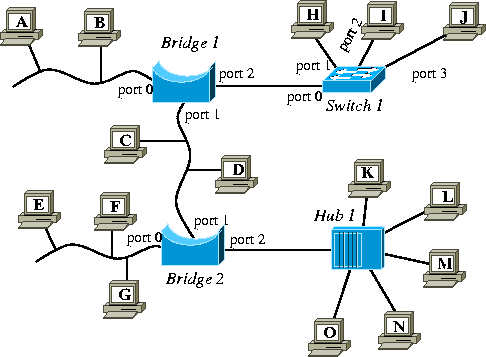 A
B
H
I
J
Bridge 1
port 2
port 2
port 1
port 3
port 0
port 0
Switch 1
port 1
C
D
K
E
F
L
port 1
Hub 1
port 0
port 2
M
Bridge 2
G
O
N